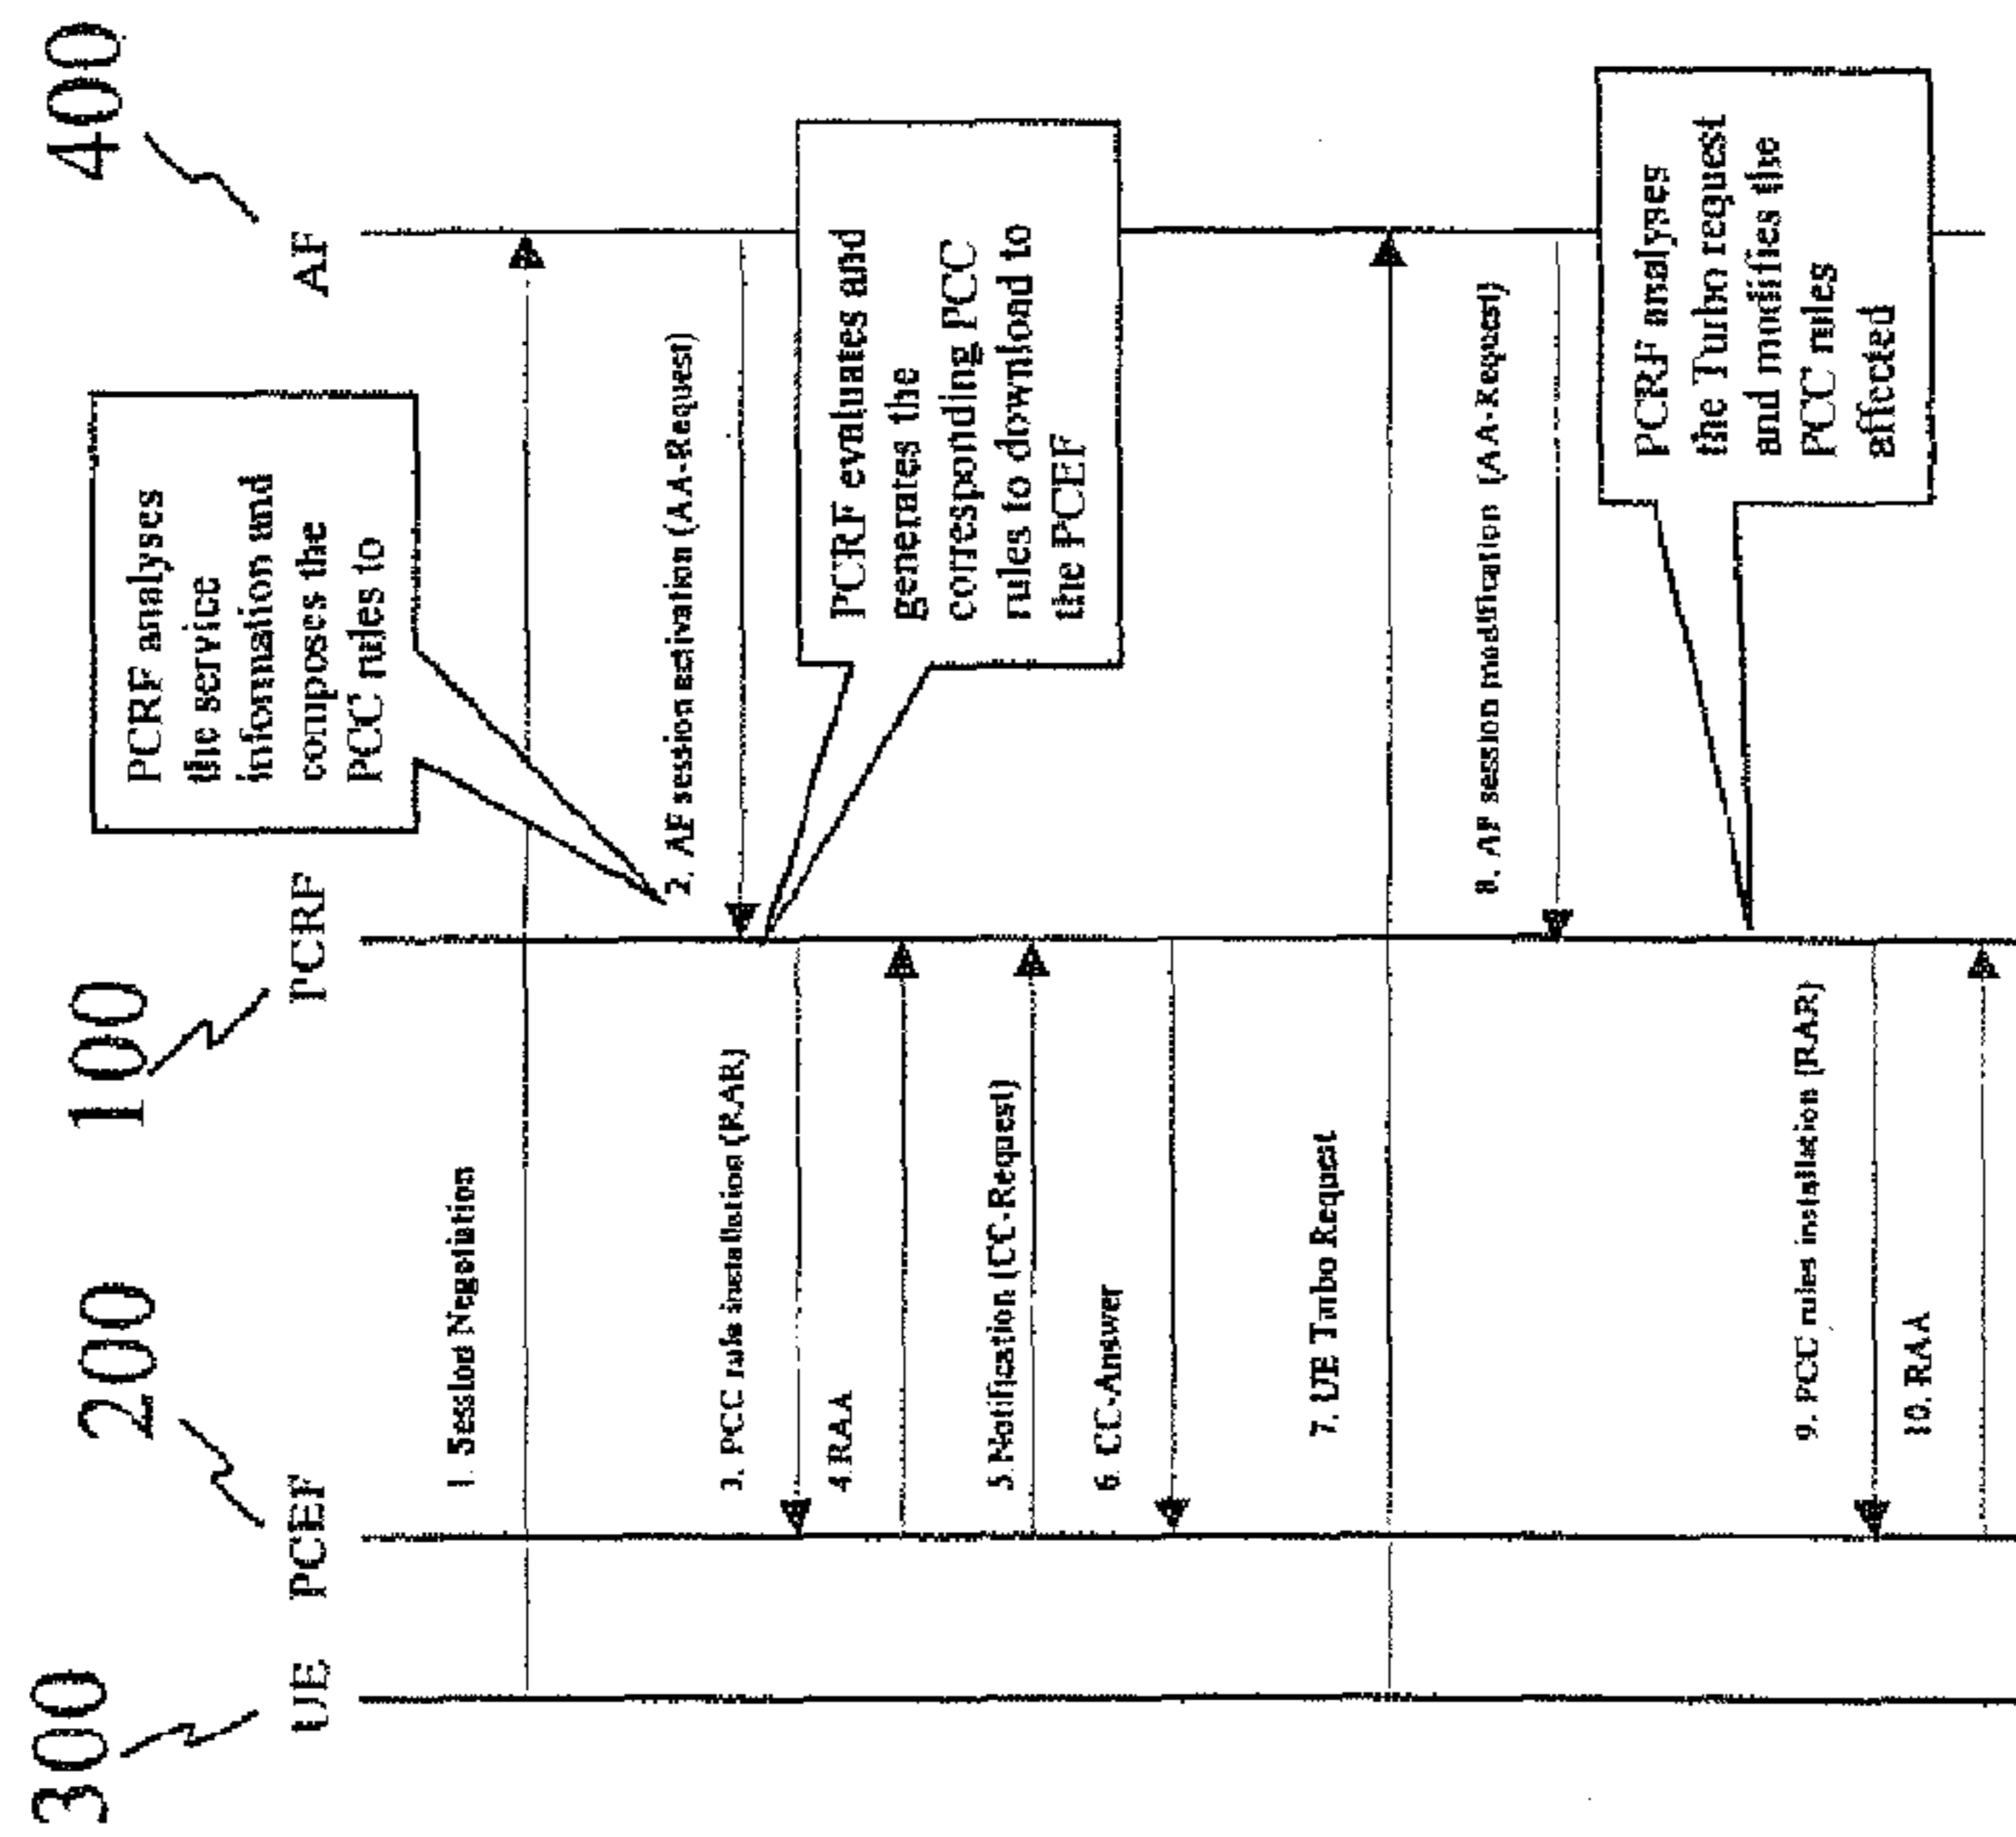 300
200
100
400
UE
PCEF
PCRF
AF
PCRF analyses
the service
information and
composes the
PCC rules to
1. Session Negotiation
2. AF session activation (AA-Request)
PCRF evaluates and
generates the
corresponding PCC
rules to download to
the PCEF
3. PCC rule installation (RAR)
4.RAA
5.Notification (CC-Request)
6. CC-Answer
7. UE Turbo Request
8. AF session modification (AA-Request)
PCRF analyses
the Turbo request
and modifies the
PCC rules
affected
9. PCC rules installation (RAR)
10. RAA